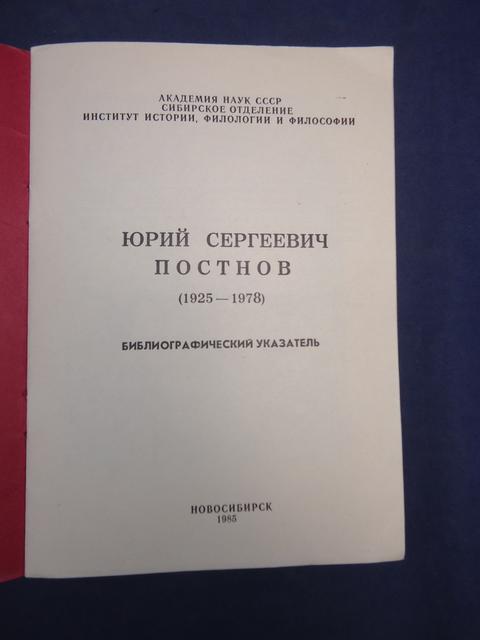 АКАДЕМИЯ НАУК СССР
СИБИРСКОЕ ОТДЕЛЕНИЕ
ИНСТИТУТ ИСТОРИИ, ФИЛОЛОГИИ И ФИЛОСОФИИ
ЮРИЙ СЕРГЕЕВИЧ
ПОСТНОВ
(1925—1978)
БИБЛИОГРАФИЧЕСКИЙ УКАЗАТЕЛЬ
НОВОСИБИРСК
1985